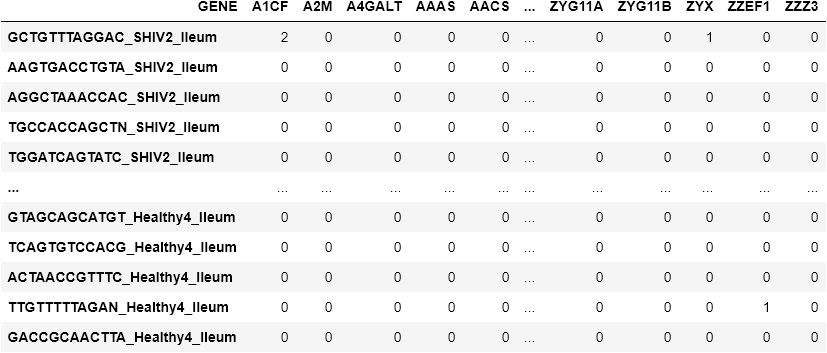 GENE A1CF A2M A4GALT AAAS AACS ... ZYG11A ZYG11B ZYX ZZEF1 ZZZ3
GCTGTTTAGGAC_SHIV2_Ileum 2 0 0 0 0 ... 0 0 1 0 0
AAGTGACCTGTA_SHIV2_Ileum 0 0 0 0 0 ... 0 0 0 0 0
AGGCTAAACCAC_SHIV2_Ileum 0 0 0 0 0 ... 0 0 0 0 0
TGCCACCAGCTN_SHIV2_Ileum 0 0 0 0 0 ... 0 0 0 0 0
TGGATCAGTATC_SHIV2_Ileum 0 0 0 0 0 ... 0 0 0 0 0
... ... ... ... ... ... ... ... ... ... ... ...
GTAGCAGCATGT_Healthy4_Ileum 0 0 0 0 0 ... 0 0 0 0 0
TCAGTGTCCACG_Healthy4_Ileum 0 0 0 0 0 ... 0 0 0 0 0
ACTAACCGTTTC_Healthy4_Ileum 0 0 0 0 0 ... 0 0 0 0 0
TTGTTTTTAGAN_Healthy4_Ileum 0 0 0 0 0 ... 0 0 0 1 0
GACCGCAACTTA_Healthy4_Ileum 0 0 0 0 0 ... 0 0 0 0 0